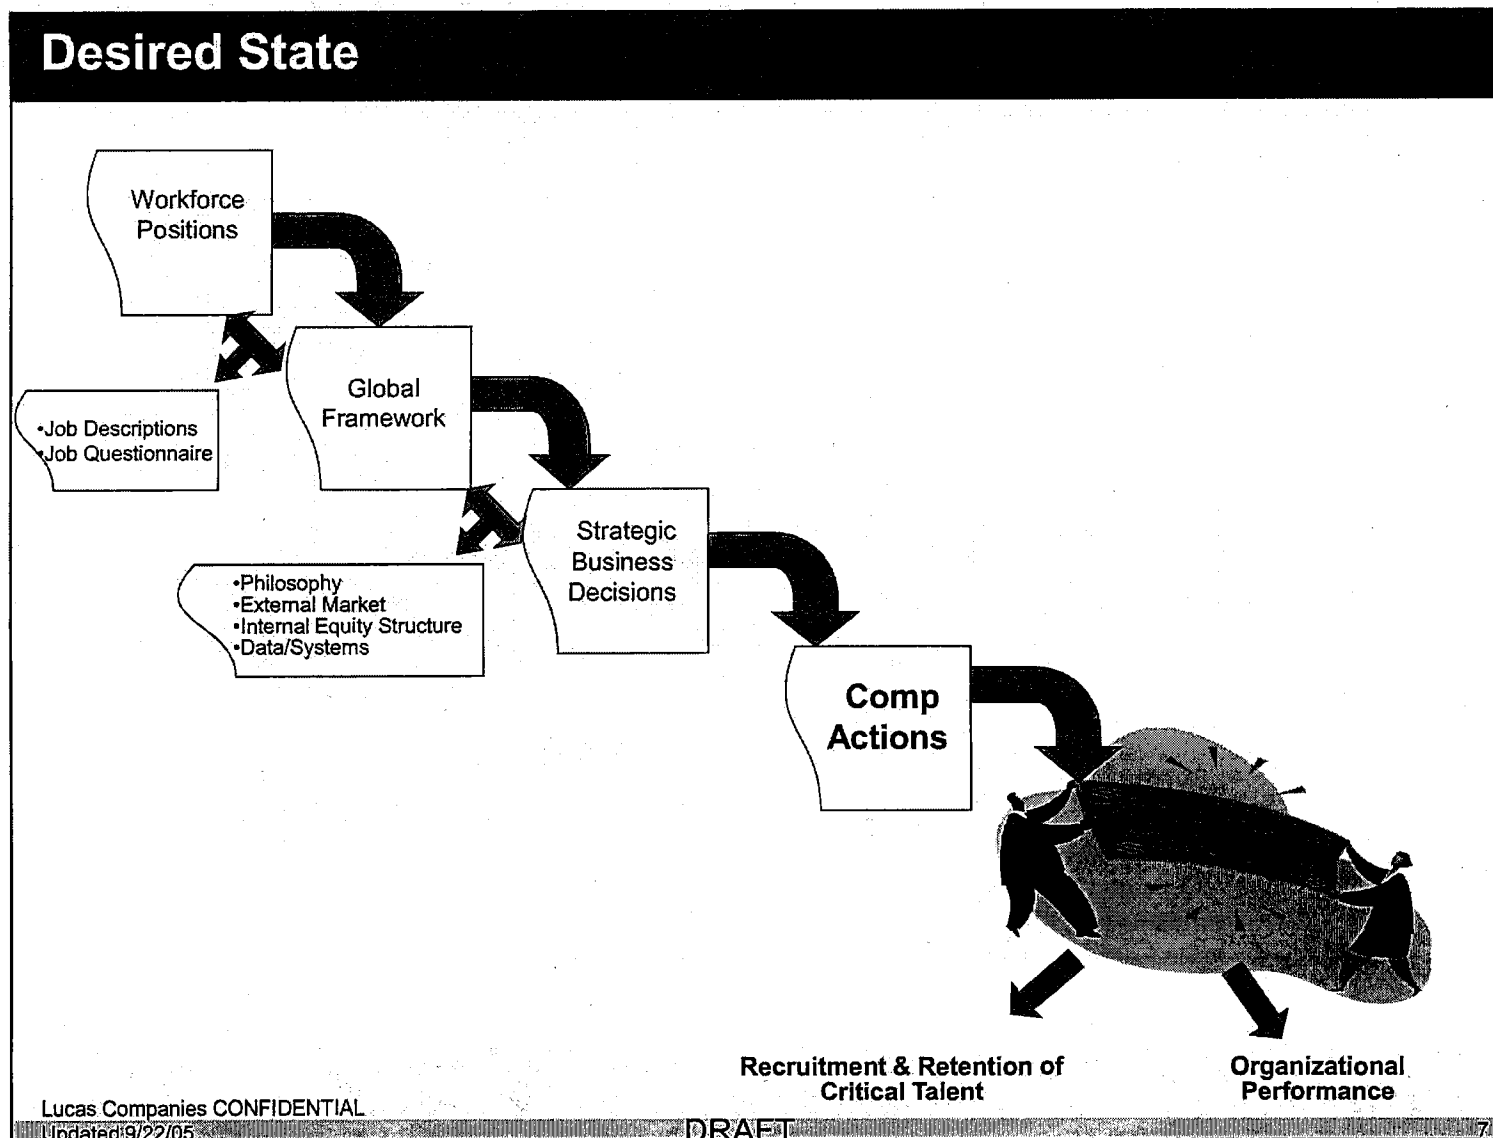 Desired State
Workforce
Positions
Global
Framework
•Job Descriptions
•Job Questionnaire
Strategic
Business
Decisions
•Philosophy
•External Market
•Internal Equity Structure
•Data/Systems
Comp
Actions
Recruitment & Retention of
Critical Talent
Organizational
Performance
Lucas Companies CONFIDENTIAL
Updated:9/22/05
DRAFT
7